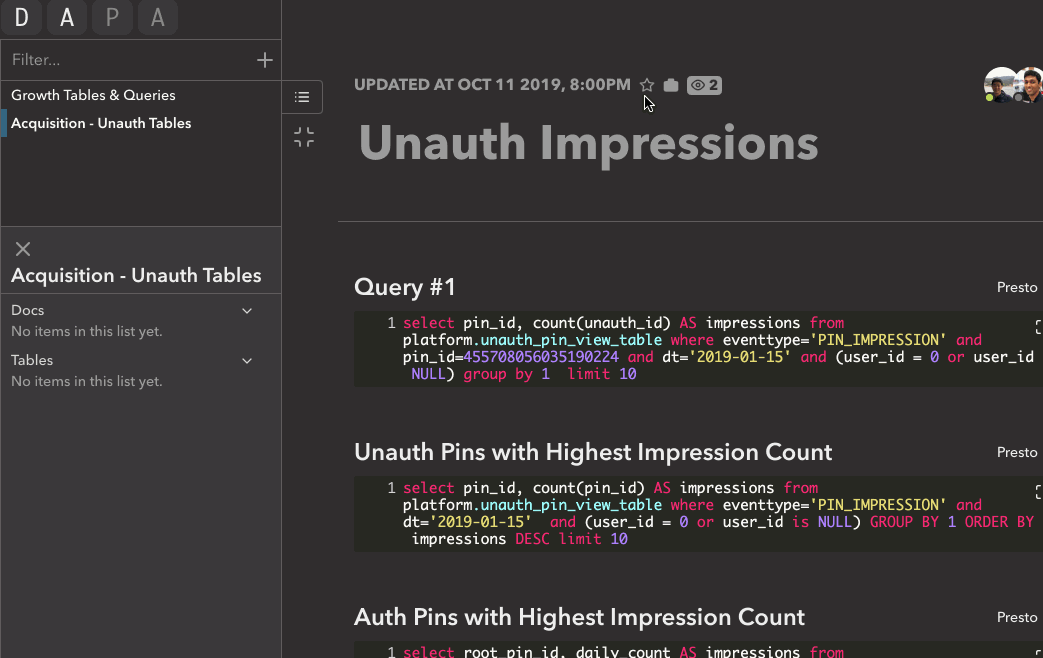 D A P A
Filter...
Growth Tables & Queries
Acquisition - Unauth Tables
Acquisition - Unauth Tables
Docs
No items in this list yet.
Tables
No items in this list yet.
UPDATED AT OCT 11 2019, 8:00PM 2
Unauth Impressions
Query #1 Presto
1 select pin_id, count(unauth_id) AS impressions from
platform.unauth_pin_view_table where eventtype='PIN_IMPRESSION' and
pin_id=455708056035190224 and dt='2019-01-15' and (user_id = 0 or user_id
NULL) group by 1 limit 10
Unauth Pins with Highest Impression Count Presto
1 select pin_id, count(pin_id) AS impressions from
platform.unauth_pin_view_table where eventtype='PIN_IMPRESSION' and
dt='2019-01-15' and (user_id = 0 or user_id is NULL) GROUP BY 1 ORDER BY
impressions DESC limit 10
Auth Pins with Highest Impression Count Presto
1 select root_pin_id, daily_count AS impressions from